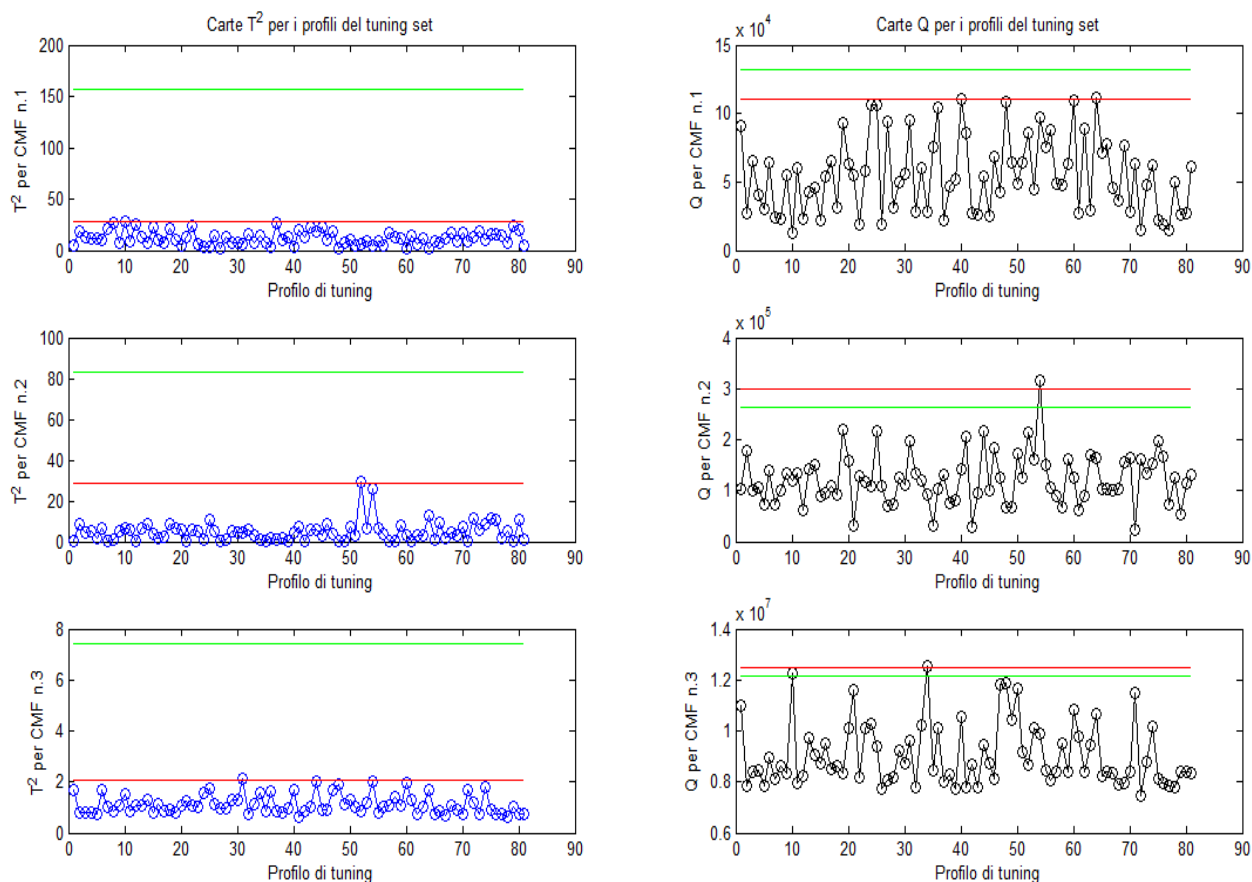 Carte T² per i profili del tuning set
T² per CMF n.1
200
150
100
50
0
0 10 20 30 40 50 60 70 80 90
Profilo di tuning
Carte Q per i profili del tuning set
x 10⁴
Q per CMF n.1
15
10
5
0
0 10 20 30 40 50 60 70 80 90
Profilo di tuning
T² per CMF n.2
100
80
60
40
20
0
0 10 20 30 40 50 60 70 80 90
Profilo di tuning
x 10⁵
Q per CMF n.2
4
3
2
1
0
0 10 20 30 40 50 60 70 80 90
Profilo di tuning
T² per CMF n.3
8
6
4
2
0
0 10 20 30 40 50 60 70 80 90
Profilo di tuning
x 10⁷
Q per CMF n.3
1.4
1.2
1
0.8
0.6
0 10 20 30 40 50 60 70 80 90
Profilo di tuning